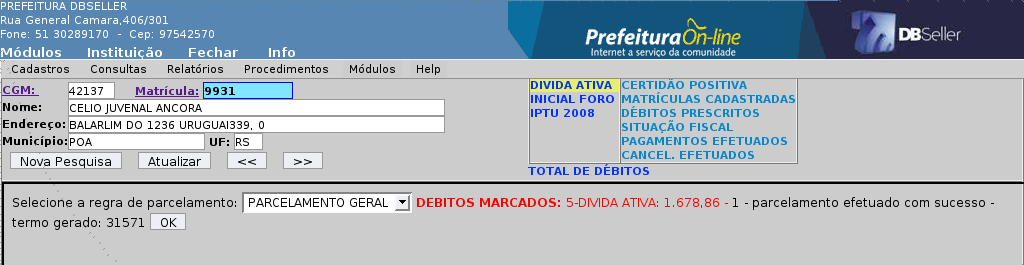 PREFEITURA DBSELLER
Rua General Camara,406/301
Fone: 51 30289170 - Cep: 97542570
Prefeitura On-line
Internet a serviço da comunidade
DBSeller
Módulos Instituição Fechar Info
Cadastros Consultas Relatórios Procedimentos Módulos Help
CGM: 42137 Matrícula: 9931
Nome: CELIO JUVENAL ANCORA
Endereço: BALARLIM DO 1236 URUGUAI339, 0
Município: POA UF: RS
Nova Pesquisa Atualizar << >>
DIVIDA ATIVA
INICIAL FORO
IPTU 2008
CERTIDÃO POSITIVA
MATRÍCULAS CADASTRADAS
DÉBITOS PRESCRITOS
SITUAÇÃO FISCAL
PAGAMENTOS EFETUADOS
CANCEL. EFETUADOS
TOTAL DE DÉBITOS
Selecione a regra de parcelamento: PARCELAMENTO GERAL DEBITOS MARCADOS: 5-DIVIDA ATIVA: 1.678,86 - 1 - parcelamento efetuado com sucesso -
termo gerado: 31571 OK